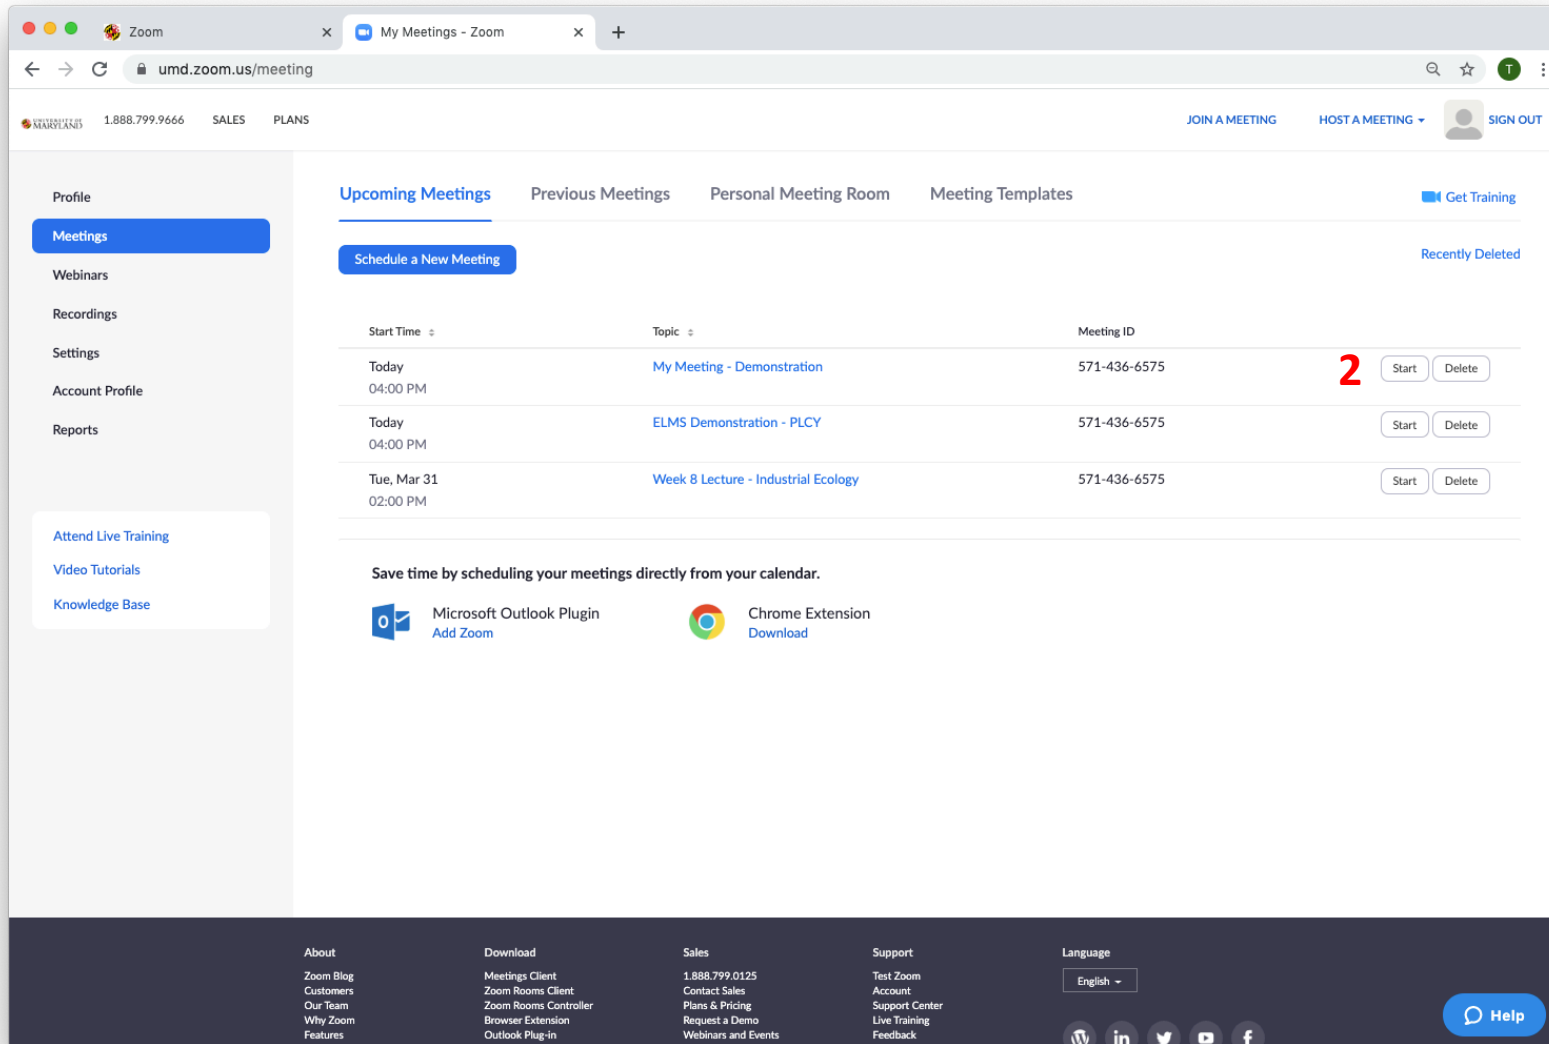 Zoom
My Meetings - Zoom
umd.zoom.us/meeting
T
UNIVERSITY OF
MARYLAND
1.888.799.9666 SALES PLANS
JOIN A MEETING HOST A MEETING SIGN OUT
Profile
Meetings
Webinars
Recordings
Settings
Account Profile
Reports
Attend Live Training
Video Tutorials
Knowledge Base
Upcoming Meetings Previous Meetings Personal Meeting Room Meeting Templates
Get Training
Schedule a New Meeting
Recently Deleted
Start Time Topic Meeting ID
Today My Meeting - Demonstration 571-436-6575 2 Start Delete
04:00 PM
Today ELMS Demonstration - PLCY 571-436-6575 Start Delete
04:00 PM
Tue, Mar 31 Week 8 Lecture - Industrial Ecology 571-436-6575 Start Delete
02:00 PM
Save time by scheduling your meetings directly from your calendar.
Microsoft Outlook Plugin
Add Zoom
Chrome Extension
Download
About
Zoom Blog
Customers
Our Team
Why Zoom
Features
Download
Meetings Client
Zoom Rooms Client
Zoom Rooms Controller
Browser Extension
Outlook Plug-in
Sales
1.888.799.0125
Contact Sales
Plans & Pricing
Request a Demo
Webinars and Events
Support
Test Zoom
Account
Support Center
Live Training
Feedback
Language
English
Help